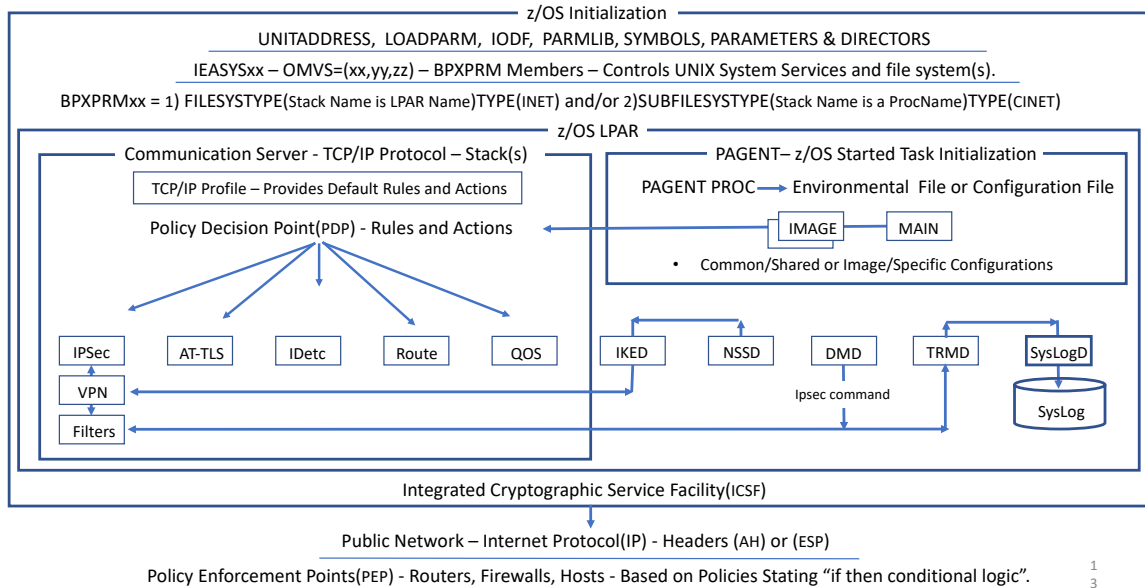 z/OS Initialization
UNITADDRESS, LOADPARM, IODF, PARMLIB, SYMBOLS, PARAMETERS & DIRECTORS
IEASYSxx – OMVS=(xx,yy,zz) – BPXPRM Members – Controls UNIX System Services and file system(s).
BPXPRMxx = 1) FILESYSTYPE(Stack Name is LPAR Name)TYPE(INET) and/or 2)SUBFILESYSTYPE(Stack Name is a ProcName)TYPE(CINET)
z/OS LPAR
Communication Server - TCP/IP Protocol – Stack(s)
TCP/IP Profile – Provides Default Rules and Actions
Policy Decision Point(PDP) - Rules and Actions
PAGENT– z/OS Started Task Initialization
PAGENT PROC
Environmental File or Configuration File
IMAGE
MAIN
• Common/Shared or Image/Specific Configurations
IPSec
AT-TLS
IDetc
Route
QOS
IKED
NSSD
DMD
TRMD
SysLogD
VPN
Ipsec command
SysLog
Filters
Integrated Cryptographic Service Facility(ICSF)
Public Network – Internet Protocol(IP) - Headers (AH) or (ESP)
Policy Enforcement Points(PEP) - Routers, Firewalls, Hosts - Based on Policies Stating “if then conditional logic”.
1
3